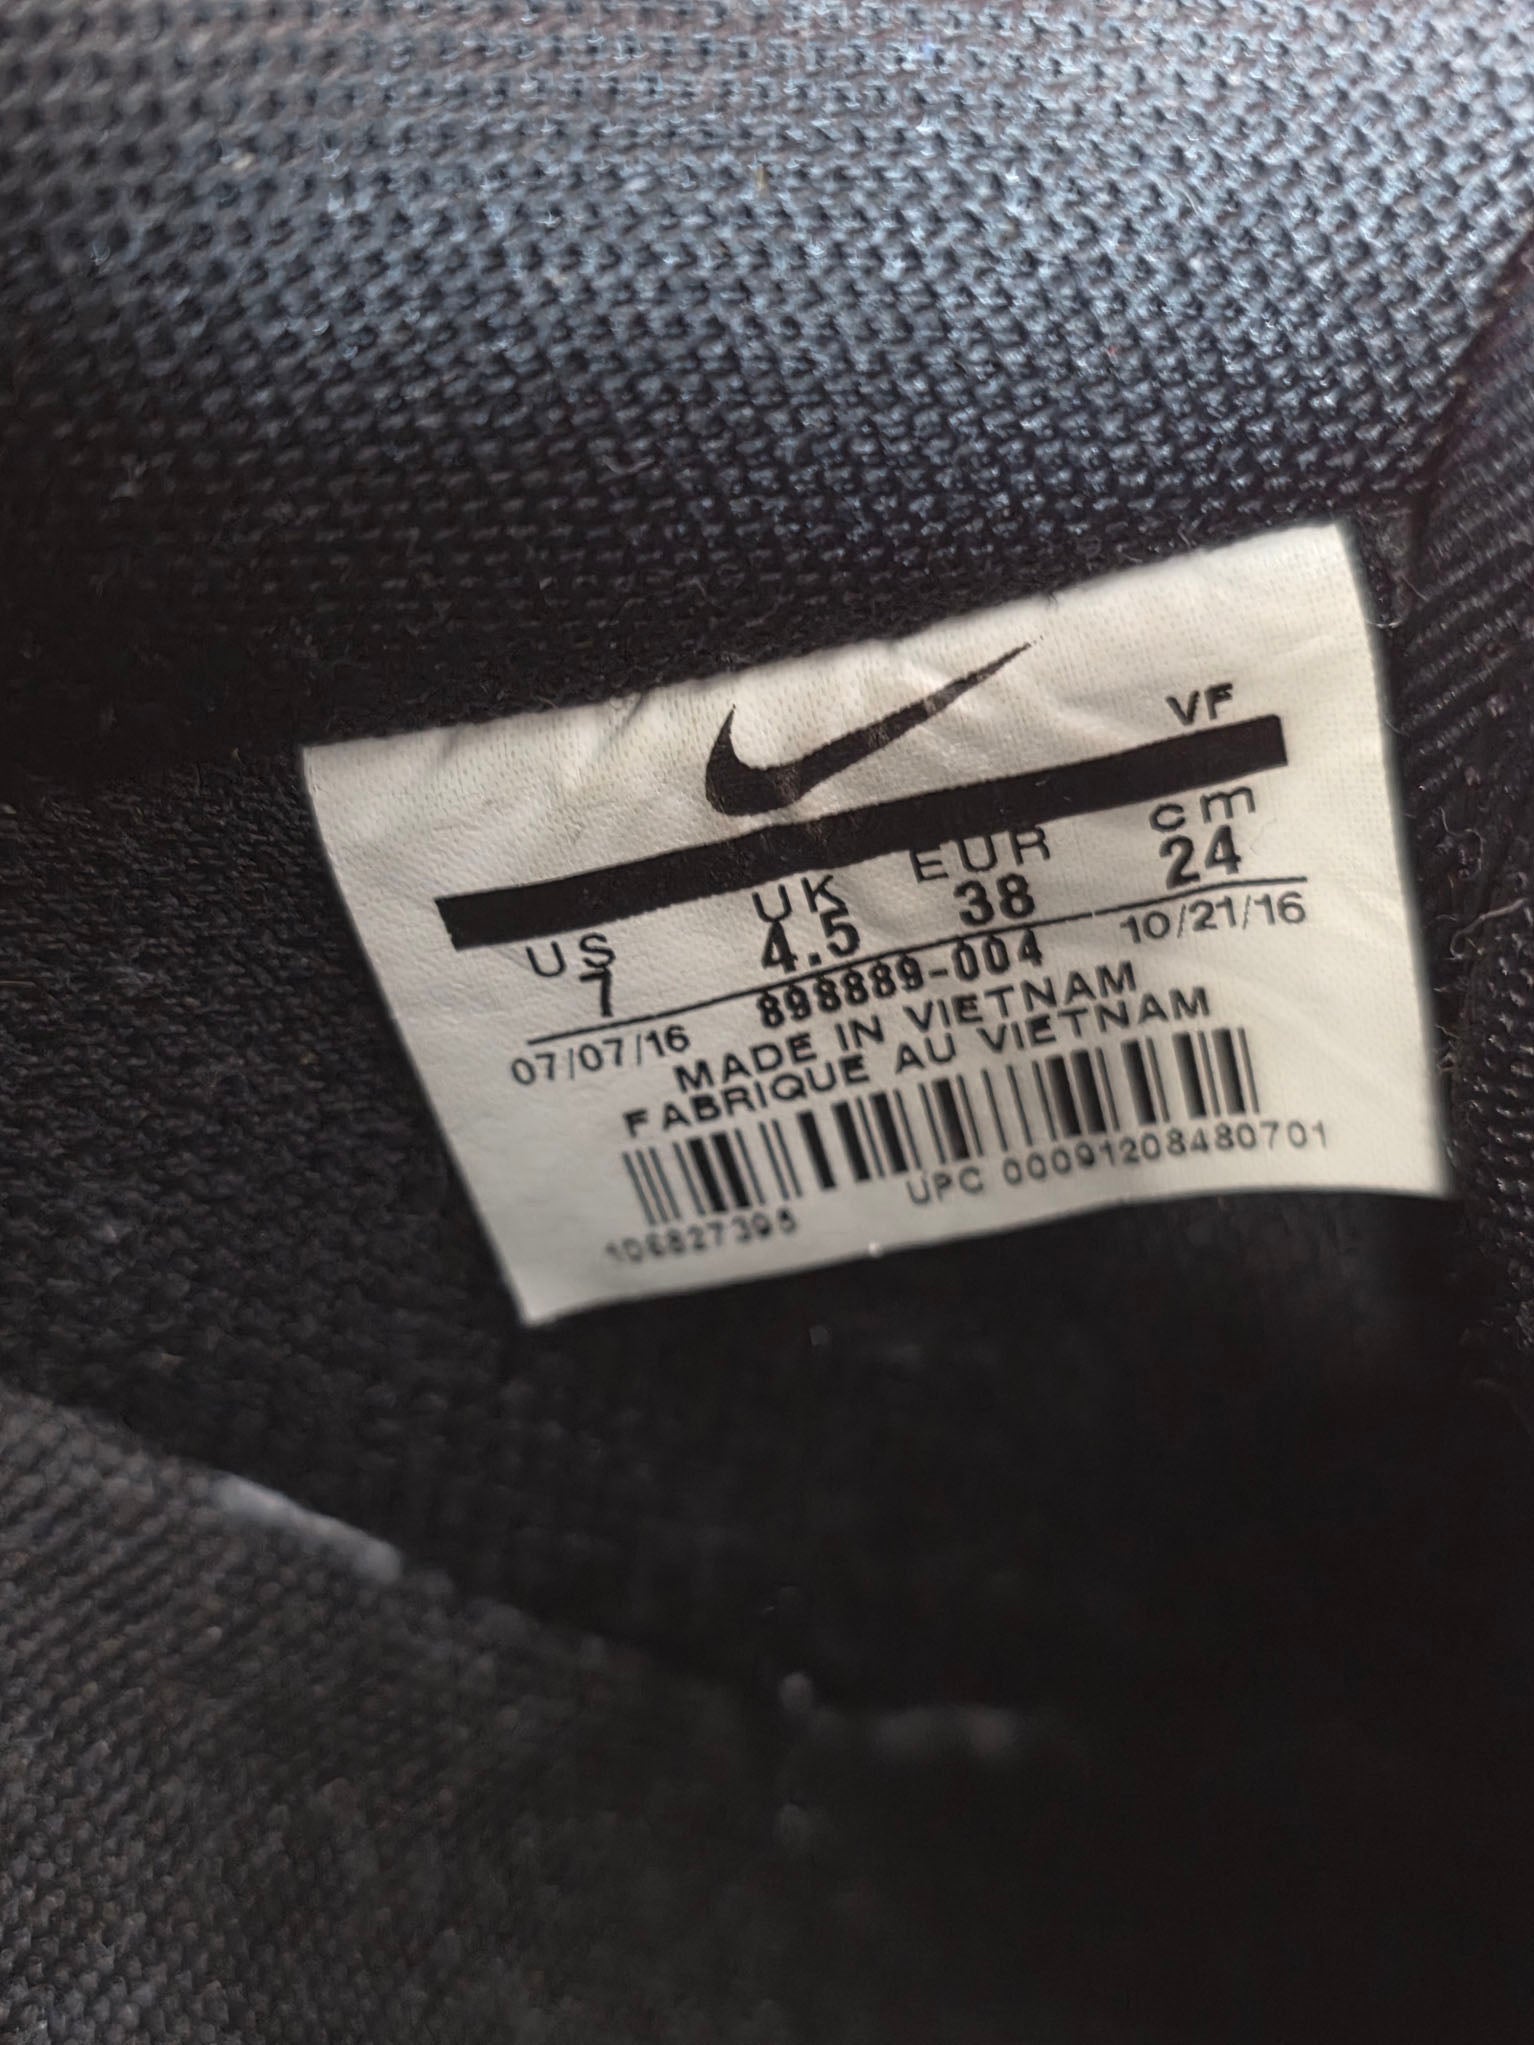 VF
US UK EUR cm
7 4.5 38 24
07/07/16 898889-004 10/21/16
MADE IN VIETNAM
FABRIQUE AU VIETNAM
UPC 00091208480701
106827395